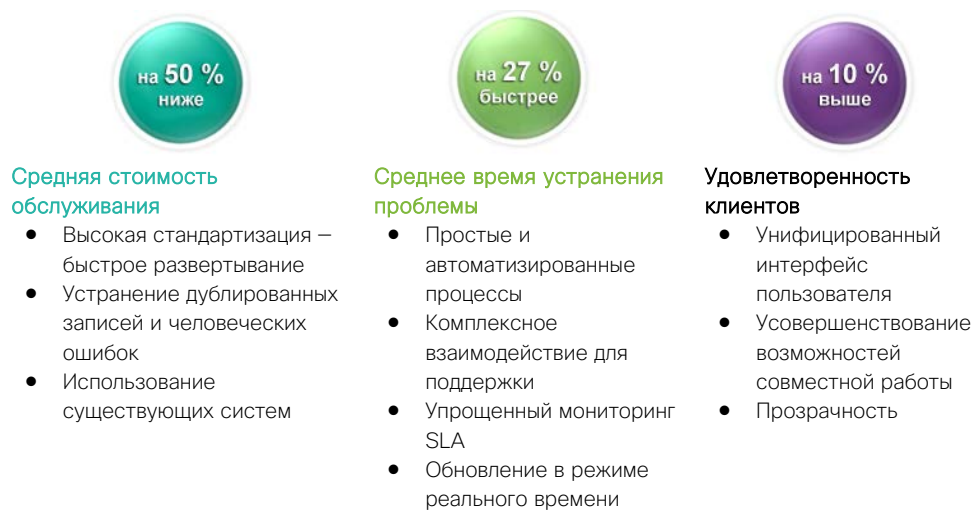 на 50 %
ниже
Средняя стоимость
обслуживания
● Высокая стандартизация —
быстрое развертывание
● Устранение дублированных
записей и человеческих
ошибок
● Использование
существующих систем
на 27 %
быстрее
Среднее время устранения
проблемы
● Простые и
автоматизированные
процессы
● Комплексное
взаимодействие для
поддержки
● Упрощенный мониторинг
SLA
● Обновление в режиме
реального времени
на 10 %
выше
Удовлетворенность
клиентов
● Унифицированный
интерфейс
пользователя
● Усовершенствование
возможностей
совместной работы
● Прозрачность